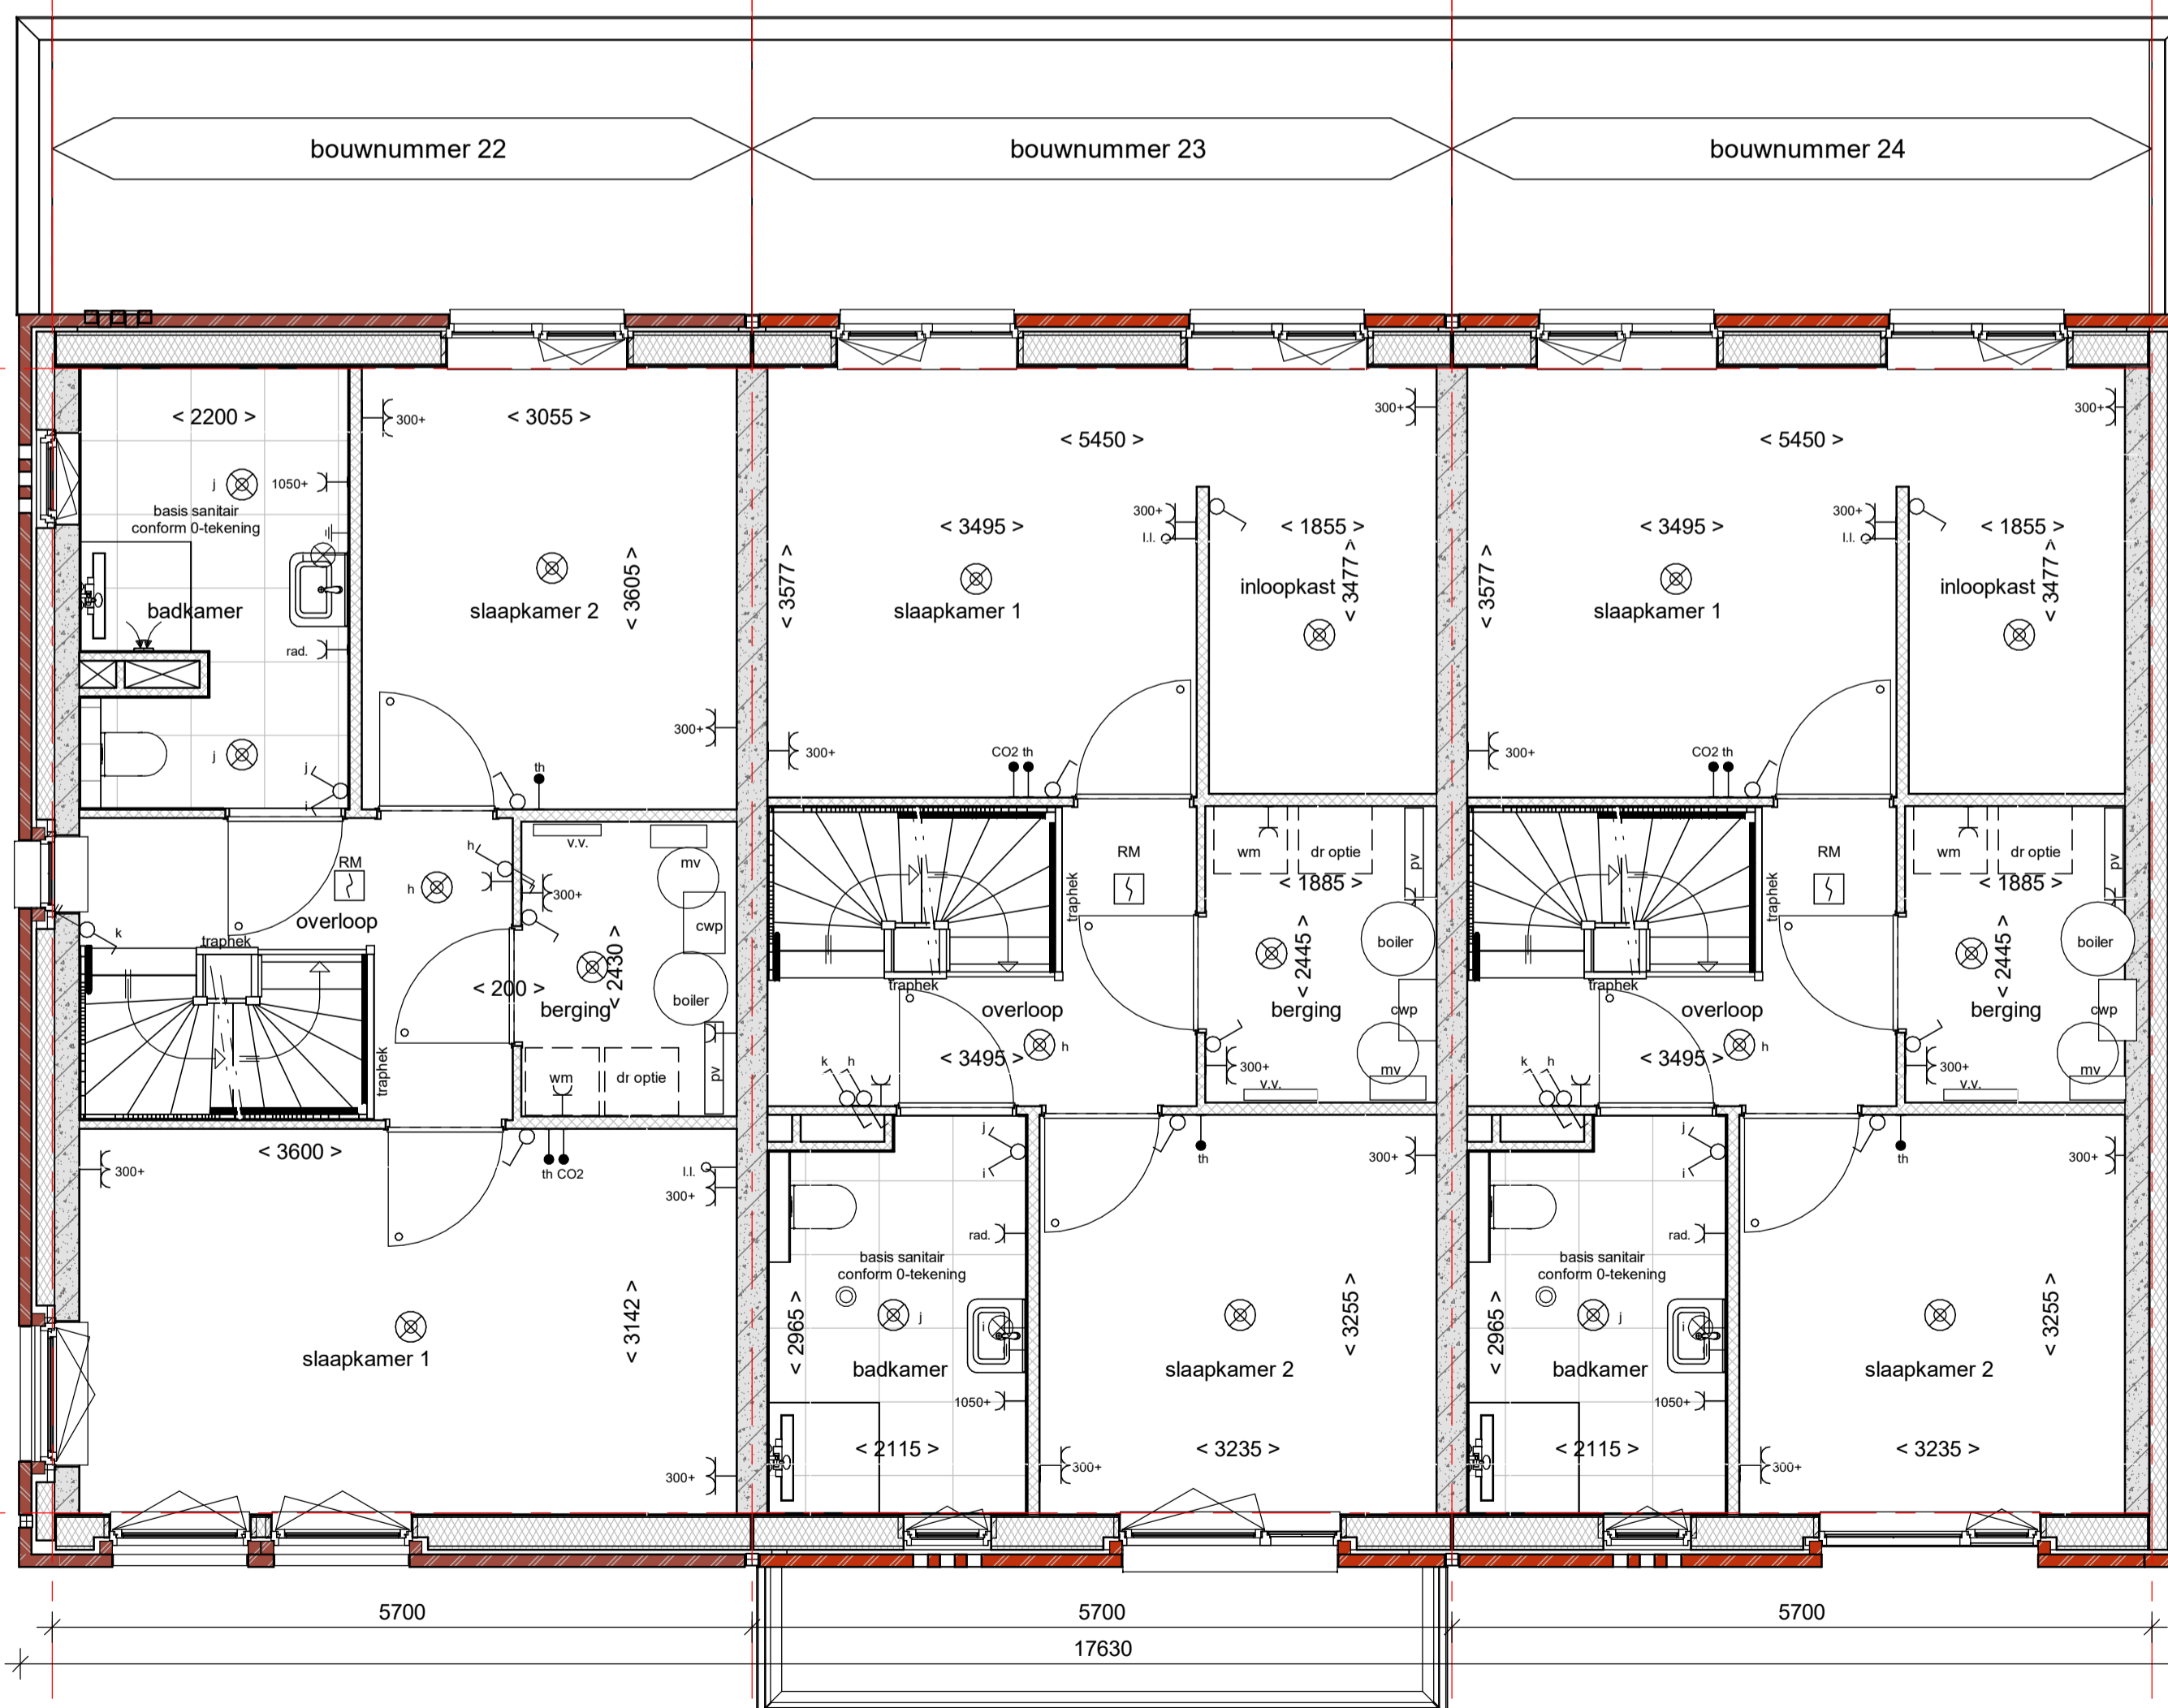 bouwnummer 22
bouwnummer 23
bouwnummer 24
< 2200 >
300+
< 3055 >
j
1050+
basis sanitair
conform 0-tekening
i
badkamer
slaapkamer 2
< 3605 >
rad.
300+
j
j
i
th
< 5450 >
300+
< 3495 >
300+
l.l.
< 1855 >
< 3577 >
slaapkamer 1
inloopkast
< 3477 >
300+
CO2 th
< 5450 >
300+
< 3495 >
300+
l.l.
< 1855 >
< 3577 >
slaapkamer 1
inloopkast
< 3477 >
300+
CO2 th
RM
h
h
overloop
k
traphek
traphek
v.v.
mv
300+
cwp
< 200 >
< 2430 >
berging
boiler
wm
dr optie
pv
RM
traphek
wm
dr optie
pv
< 1885 >
boiler
< 2445 >
traphek
overloop
berging
cwp
< 3495 >
h
k
h
300+
v.v.
mv
RM
traphek
wm
dr optie
pv
< 1885 >
boiler
< 2445 >
traphek
overloop
berging
cwp
< 3495 >
h
k
h
300+
v.v.
mv
< 3600 >
300+
th CO2
l.l.
300+
slaapkamer 1
< 3142 >
300+
j
i
rad.
basis sanitair
conform 0-tekening
j
i
< 2965 >
badkamer
1050+
< 2115 >
th
300+
< 3255 >
slaapkamer 2
300+
< 3235 >
j
i
rad.
basis sanitair
conform 0-tekening
j
i
< 2965 >
badkamer
1050+
< 2115 >
th
300+
< 3255 >
slaapkamer 2
300+
< 3235 >
5700
5700
5700
17630